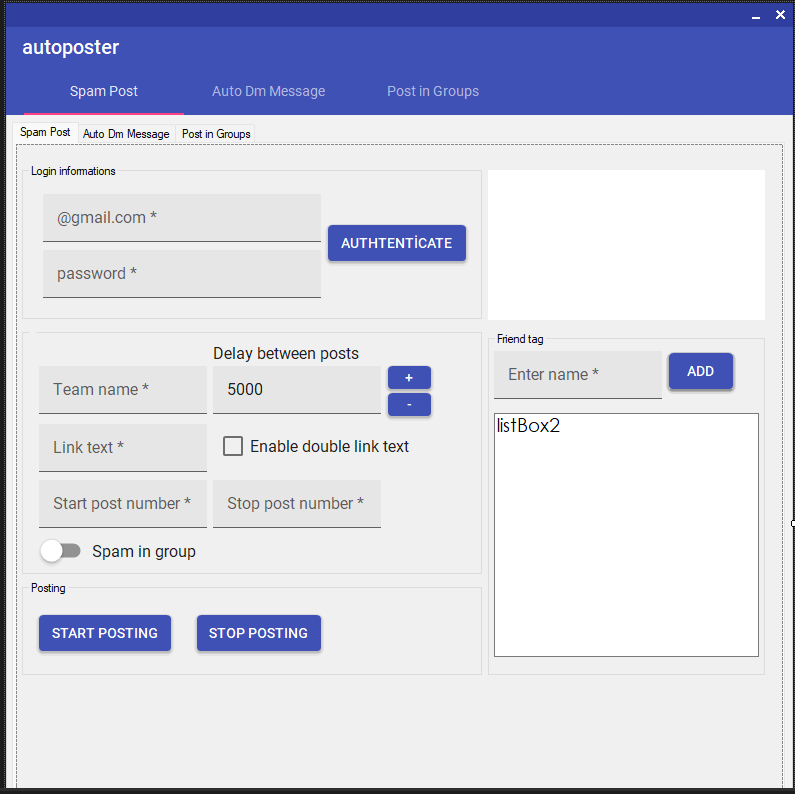 autoposter
Spam Post Auto Dm Message Post in Groups
Spam Post Auto Dm Message Post in Groups
Login informations
@gmail.com *
AUTHTENTİCATE
password *
Delay between posts
Team name *
5000
+
-
Link text *
Enable double link text
Start post number *
Stop post number *
Spam in group
Posting
START POSTING
STOP POSTING
Friend tag
Enter name *
ADD
listBox2